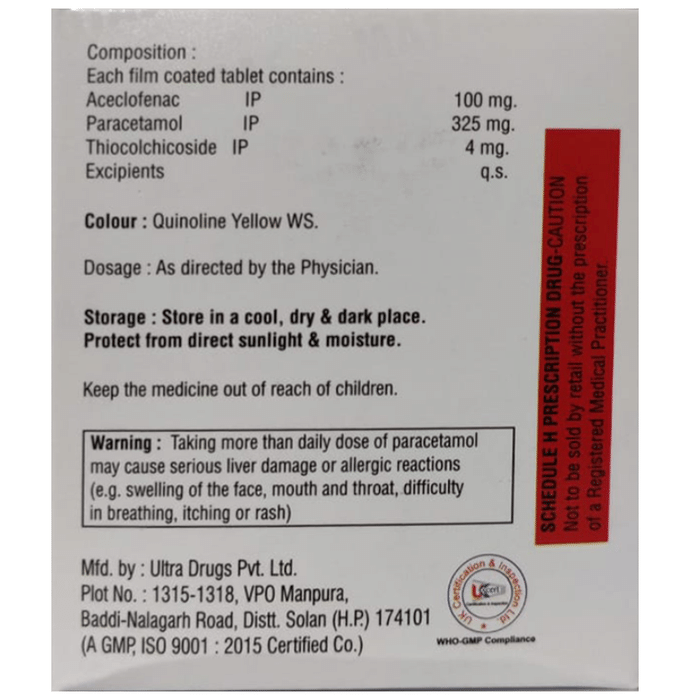 Composition :
Each film coated tablet contains :
Aceclofenac IP 100 mg.
Paracetamol IP 325 mg.
Thiocolchicoside IP 4 mg.
Excipients q.s.
Colour : Quinoline Yellow WS.
Dosage : As directed by the Physician.
Storage : Store in a cool, dry & dark place.
Protect from direct sunlight & moisture.
Keep the medicine out of reach of children.
Warning : Taking more than daily dose of paracetamol
may cause serious liver damage or allergic reactions
(e.g. swelling of the face, mouth and throat, difficulty
in breathing, itching or rash)
Mfd. by : Ultra Drugs Pvt. Ltd.
Plot No. : 1315-1318, VPO Manpura,
Baddi-Nalagarh Road, Distt. Solan (H.P.) 174101
(A GMP, ISO 9001 : 2015 Certified Co.)
SCHEDULE H PRESCRIPTION DRUG-CAUTION
Not to be sold by retail without the prescription
of a Registered Medical Practitioner.
UK Certification & Inspection Ltd
WHO-GMP Compliance